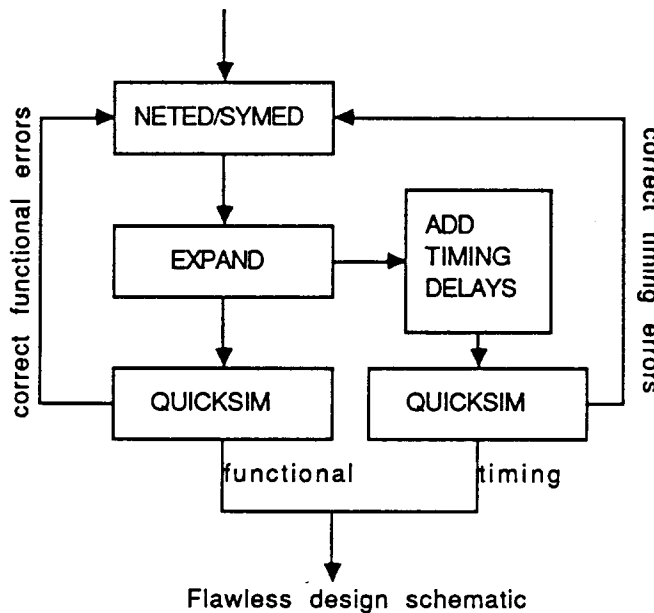 NETED/SYMED
correct functional errors
correct timing errors
EXPAND
ADD
TIMING
DELAYS
QUICKSIM
QUICKSIM
functional
timing
Flawless design schematic